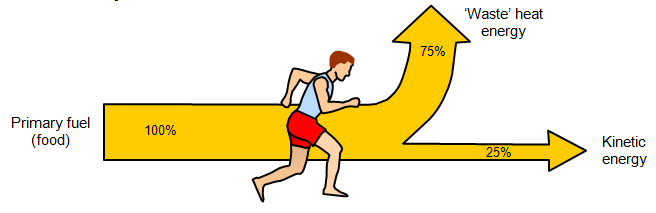 'Waste' heat
energy
75%
Primary fuel
(food)
100%
25%
Kinetic
energy